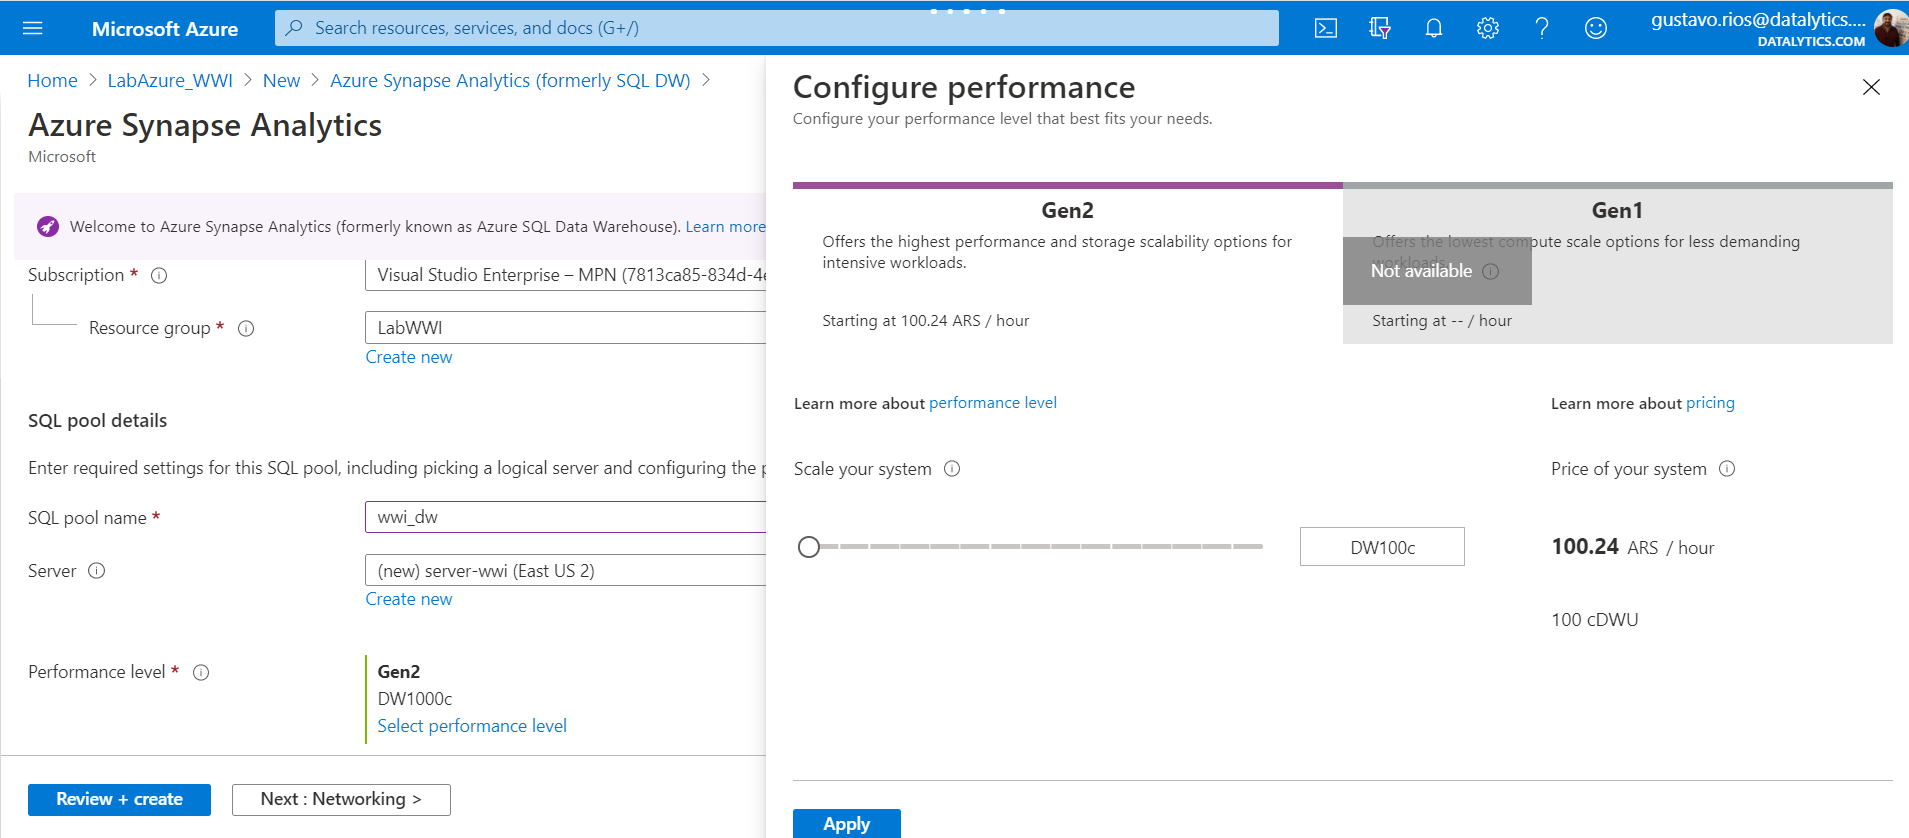 Microsoft Azure
Search resources, services, and docs (G+/)
gustavo.rios@datalytics....
DATALYTICS.COM
Home > LabAzure_WWI > New > Azure Synapse Analytics (formerly SQL DW) >
Azure Synapse Analytics
Microsoft
Welcome to Azure Synapse Analytics (formerly known as Azure SQL Data Warehouse). Learn more
Subscription *
Visual Studio Enterprise – MPN (7813ca85-834d-4e
Resource group *
LabWWI
Create new
SQL pool details
Enter required settings for this SQL pool, including picking a logical server and configuring the p
SQL pool name *
wwi_dw
Server
(new) server-wwi (East US 2)
Create new
Performance level *
Gen2
DW1000c
Select performance level
Review + create
Next : Networking >
Configure performance
Configure your performance level that best fits your needs.
Gen2
Offers the highest performance and storage scalability options for
intensive workloads.
Starting at 100.24 ARS / hour
Gen1
Offers the lowest compute scale options for less demanding
workloads.
Not available
Starting at -- / hour
Learn more about performance level
Learn more about pricing
Scale your system
DW100c
Price of your system
100.24 ARS / hour
100 cDWU
Apply